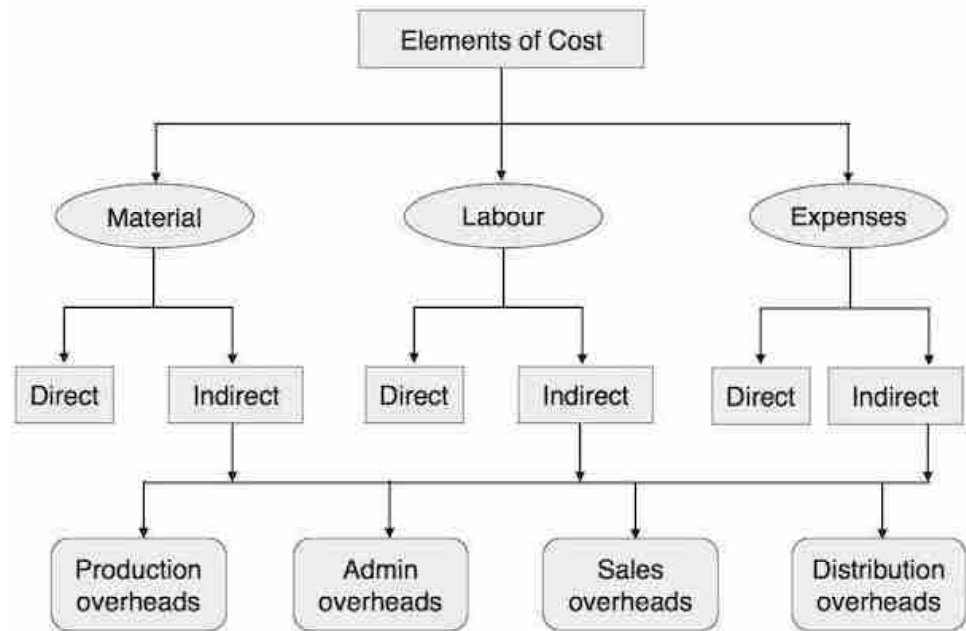 Elements of Cost
Material
Labour
Expenses
Direct
Indirect
Direct
Indirect
Direct
Indirect
Production
overheads
Admin
overheads
Sales
overheads
Distribution
overheads